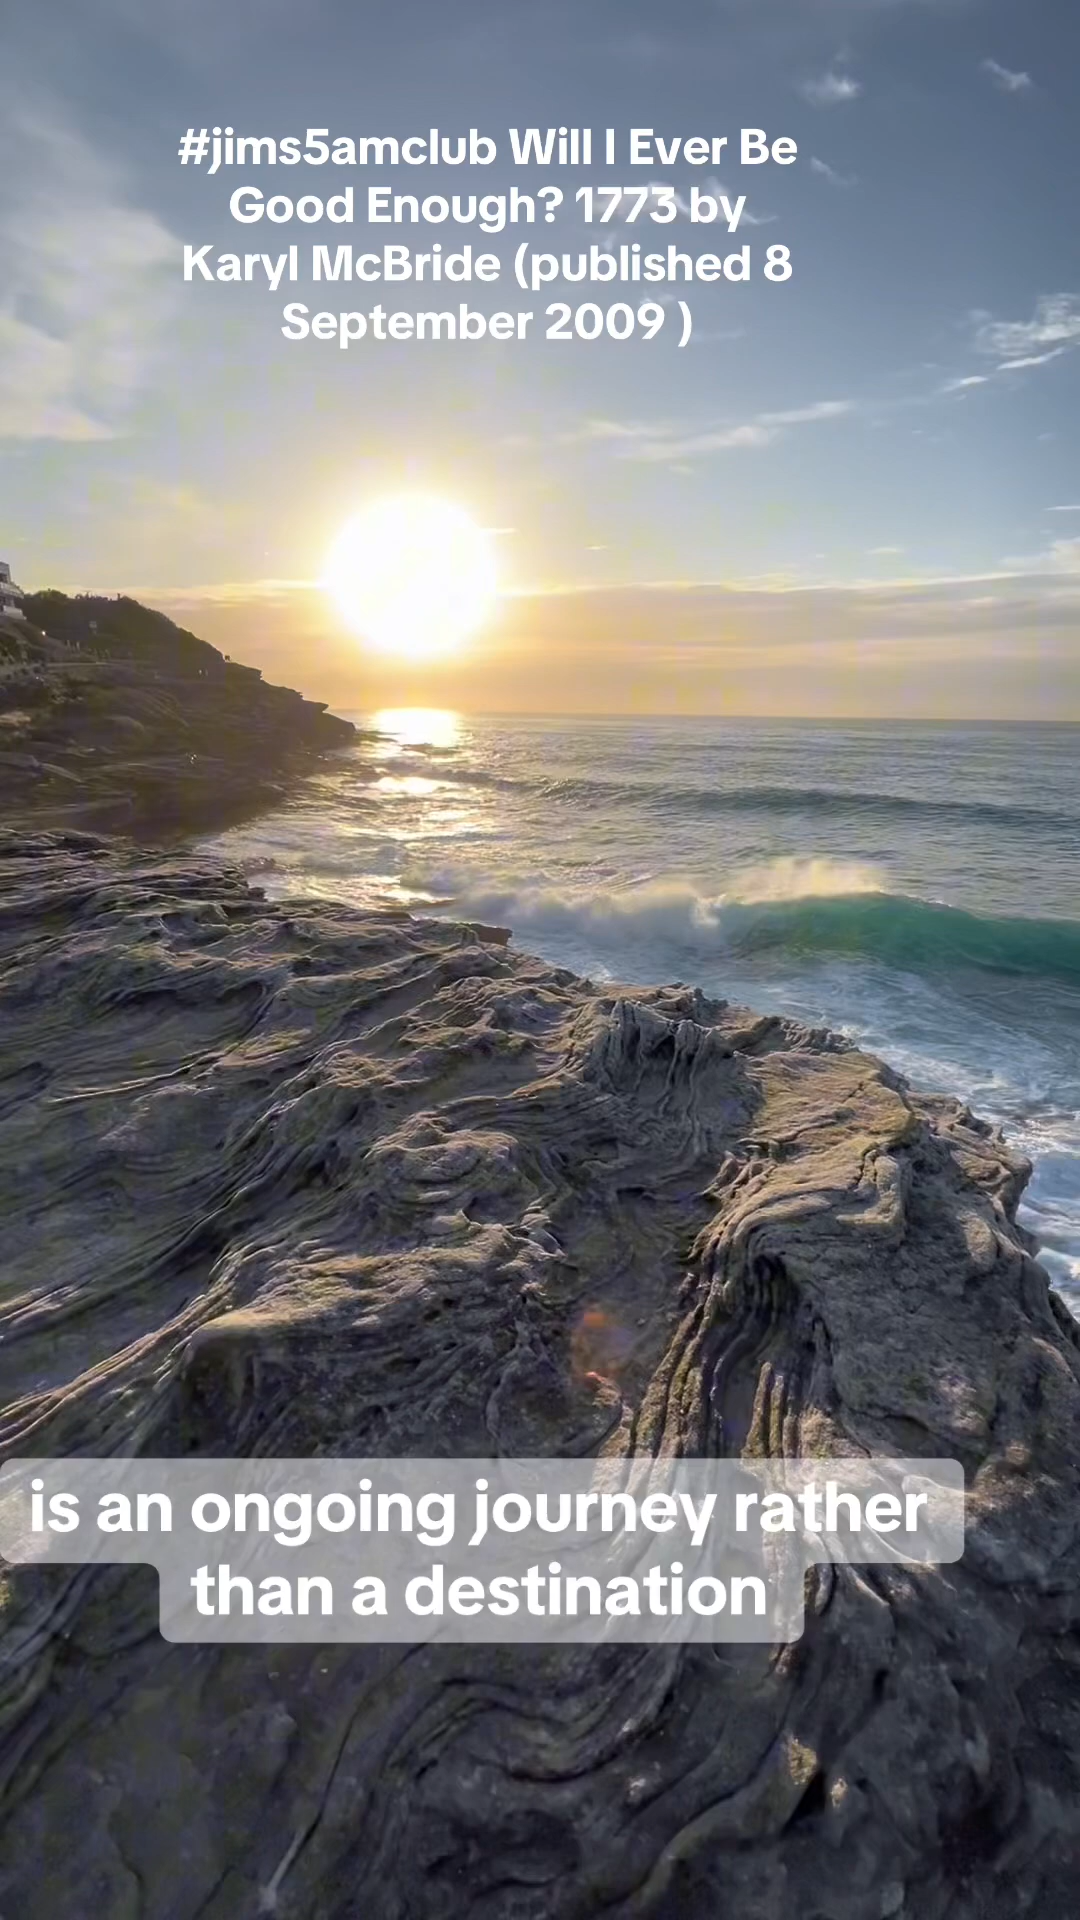 #jims5amclub Will I Ever Be
Good Enough? 1773 by
Karyl McBride (published 8
September 2009 )
is an ongoing journey rather
than a destination